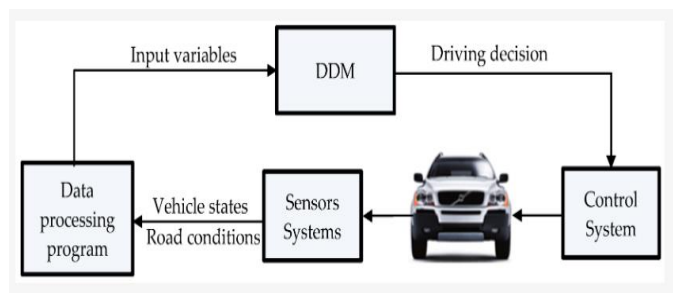 Input variables
DDM
Driving decision
Data
processing
program
Vehicle states
Road conditions
Sensors
Systems
Control
System